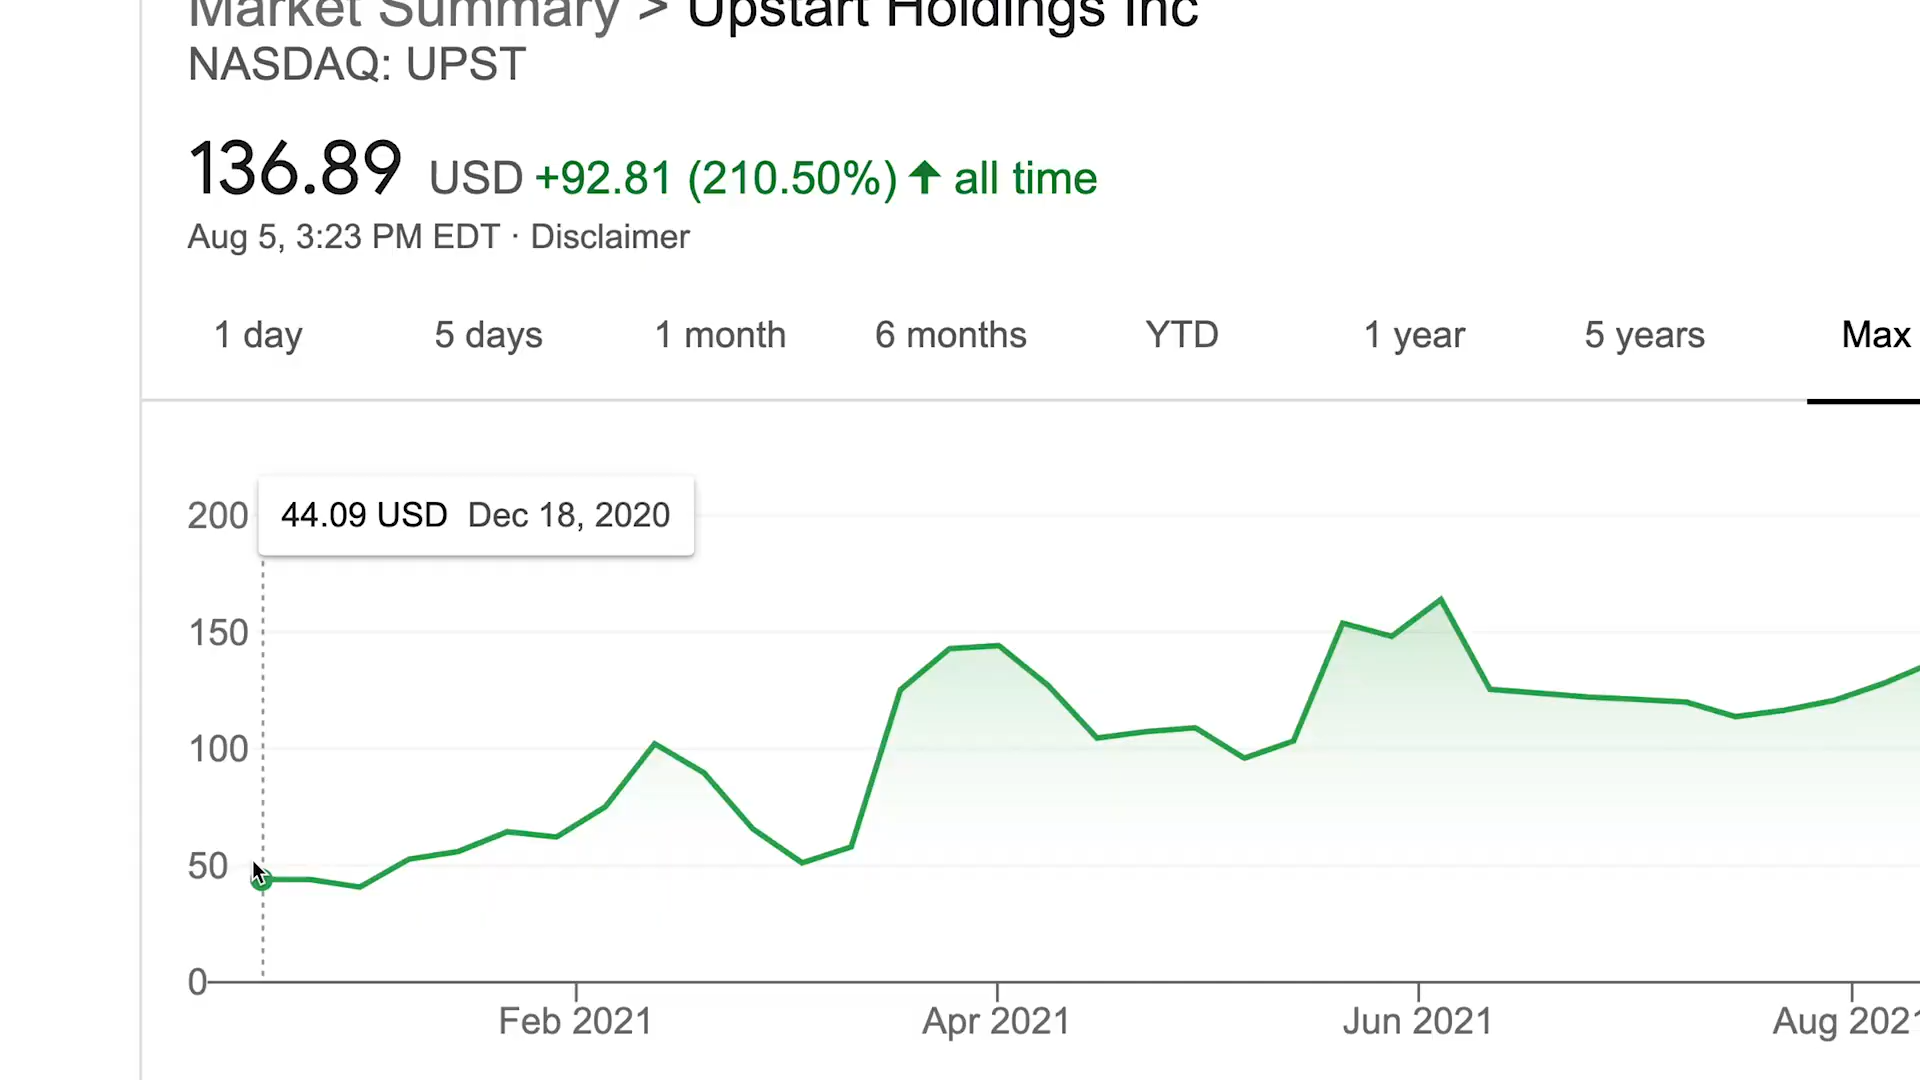 Market Summary > Upstart Holdings Inc
NASDAQ: UPST
136.89 USD +92.81 (210.50%) ↑ all time
Aug 5, 3:23 PM EDT · Disclaimer
1 day 5 days 1 month 6 months YTD 1 year 5 years Max
200
44.09 USD Dec 18, 2020
150
100
50
0
Feb 2021 Apr 2021 Jun 2021 Aug 2021